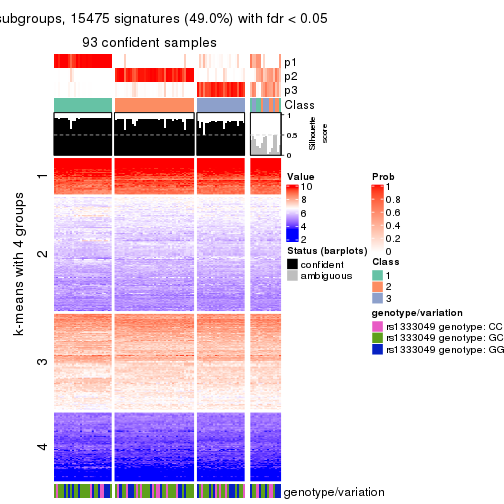 subgroups, 15475 signatures (49.0%) with fdr < 0.05
93 confident samples
p1
p2
p3
Class
1
0.5
0
Silhouette
score
k-means with 4 groups
1
2
3
4
Value
10
8
6
4
2
Status (barplots)
confident
ambiguous
Prob
1
0.8
0.6
0.4
0.2
0
Class
1
2
3
genotype/variation
rs1333049 genotype: CC
rs1333049 genotype: GC
rs1333049 genotype: GG
genotype/variation